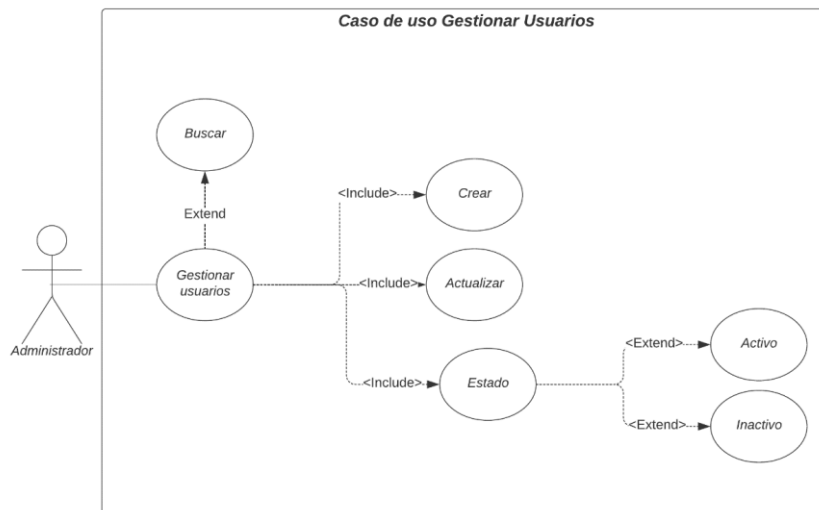 Caso de uso Gestionar Usuarios
Buscar
Extend
Gestionar
usuarios
Administrador
<Include>
Crear
<Include>
Actualizar
<Include>
Estado
<Extend>
Activo
<Extend>
Inactivo